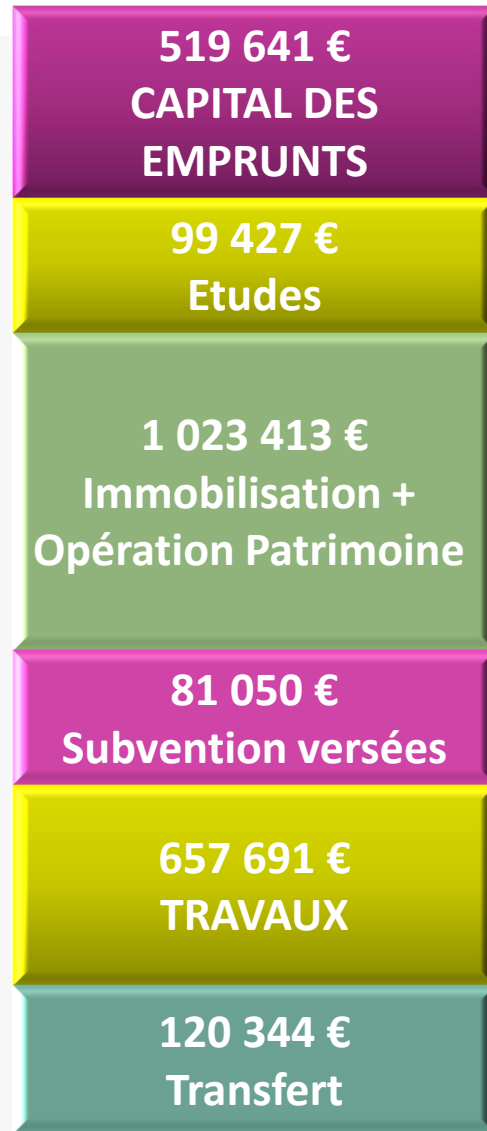 519 641 €
CAPITAL DES
EMPRUNTS
99 427 €
Etudes
1 023 413 €
Immobilisation +
Opération Patrimoine
81 050 €
Subvention versées
657 691 €
TRAVAUX
120 344 €
Transfert